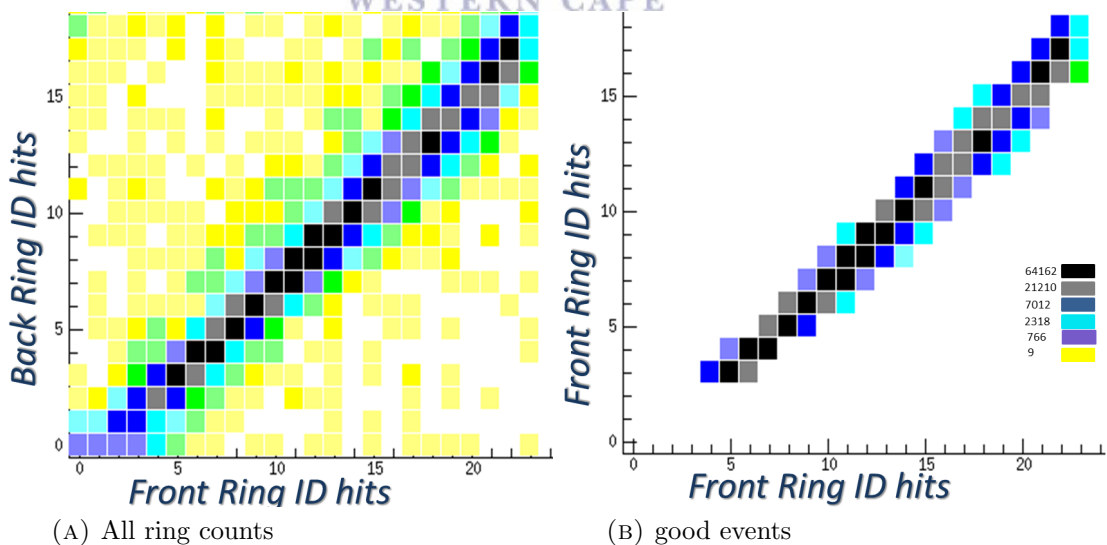 WESTERN CAPE
Back Ring ID hits
15
10
5
0
0 5 10 15 20
Front Ring ID hits
(A) All ring counts
Front Ring ID hits
15
10
5
0
0 5 10 15 20
Front Ring ID hits
64162
21210
7012
2318
766
9
(B) good events